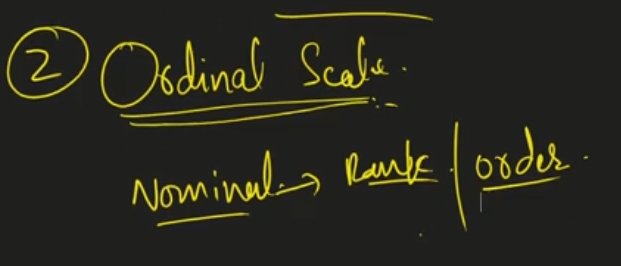 ② Ordinal Scale.
Nominal → Rank / order.